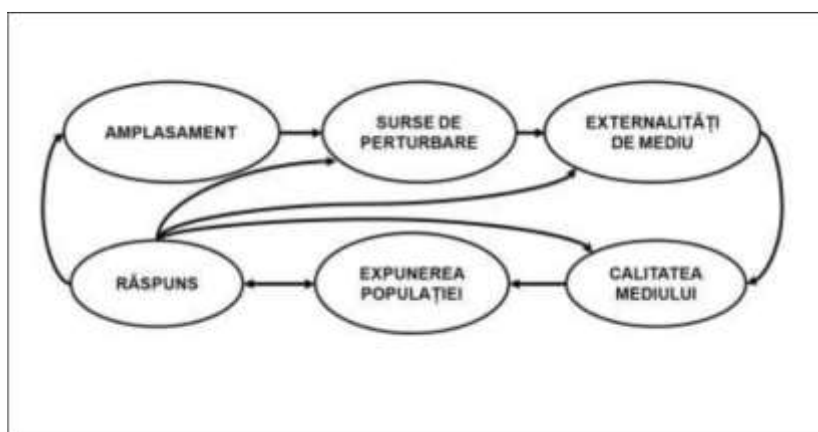 AMPLASAMENT
SURSE DE
PERTURBARE
EXTERNALITĂȚI
DE MEDIU
RĂSPUNS
EXPUNEREA
POPULAȚIEI
CALITATEA
MEDIULUI